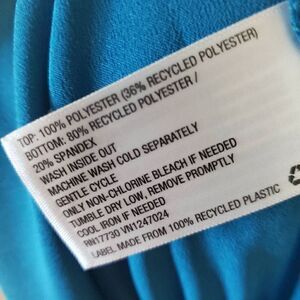 TOP: 100% POLYESTER (36% RECYCLED POLYESTER)
BOTTOM: 80% RECYCLED POLYESTER /
20% SPANDEX
WASH INSIDE OUT
MACHINE WASH COLD SEPARATELY
GENTLE CYCLE
ONLY NON-CHLORINE BLEACH IF NEEDED
TUMBLE DRY LOW, REMOVE PROMPTLY
COOL IRON IF NEEDED
RN17730 VN1247024
LABEL MADE FROM 100% RECYCLED PLASTIC